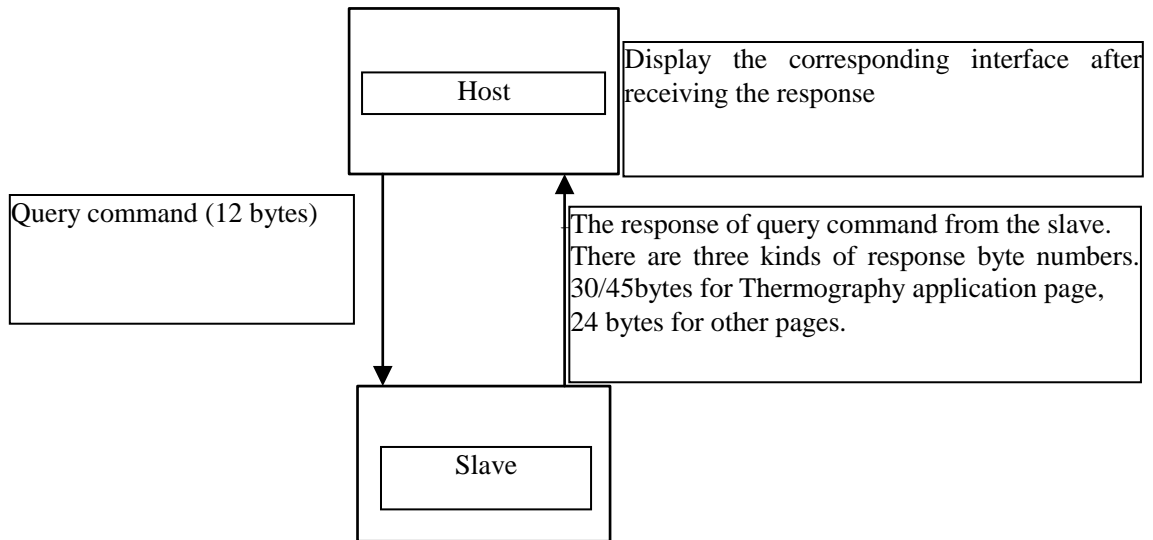 Host
Display the corresponding interface after
receiving the response
Query command (12 bytes)
The response of query command from the slave.
There are three kinds of response byte numbers.
30/45bytes for Thermography application page,
24 bytes for other pages.
Slave